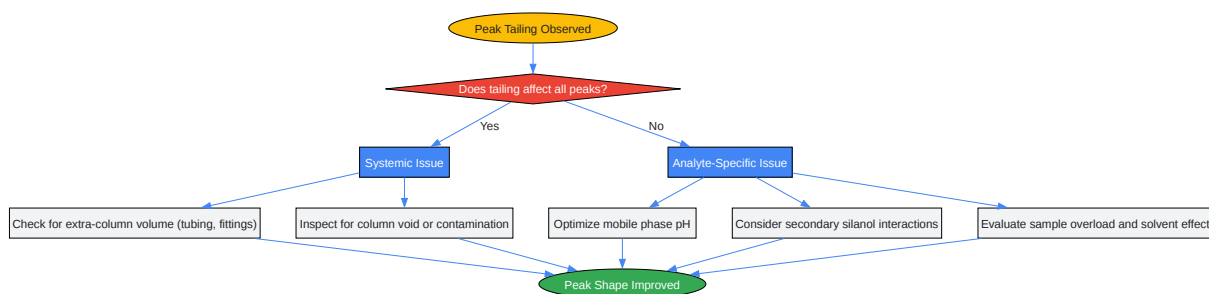 Peak Tailing Observed
Does tailing affect all peaks?
Yes
No
Systemic Issue
Analyte-Specific Issue
Check for extra-column volume (tubing, fittings)
Inspect for column void or contamination
Optimize mobile phase pH
Consider secondary silanol interactions
Evaluate sample overload and solvent effect
Peak Shape Improved